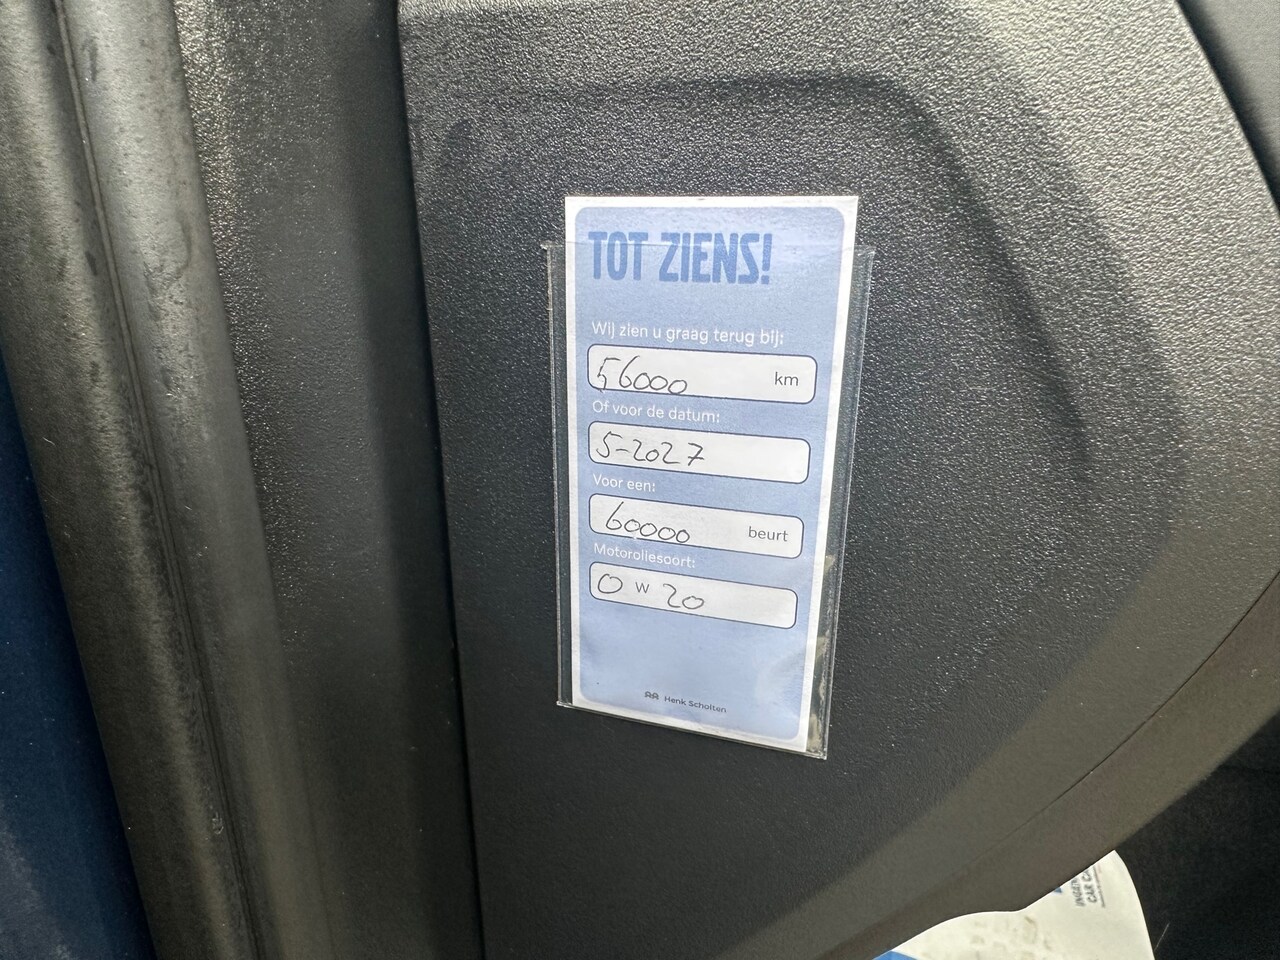 TOT ZIENS!
Wij zien u graag terug bij:
56000 km
Of voor de datum:
5-2027
Voor een:
60000 beurt
Motoroliesoort:
0 W 20
Henk Scholten
CAR